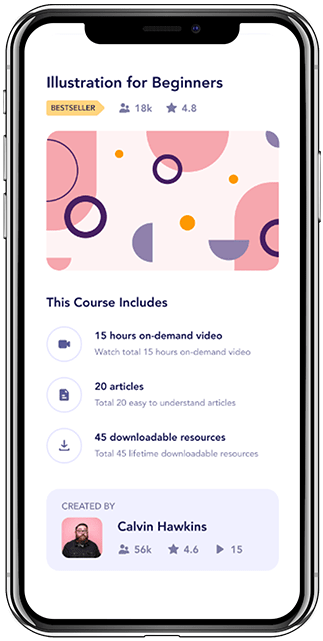 Illustration for Beginners
BESTSELLER 18k 4.8
This Course Includes
15 hours on-demand video
Watch total 15 hours on-demand video
20 articles
Total 20 easy to understand articles
45 downloadable resources
Total 45 lifetime downloadable resources
CREATED BY
Calvin Hawkins
56k 4.6 15